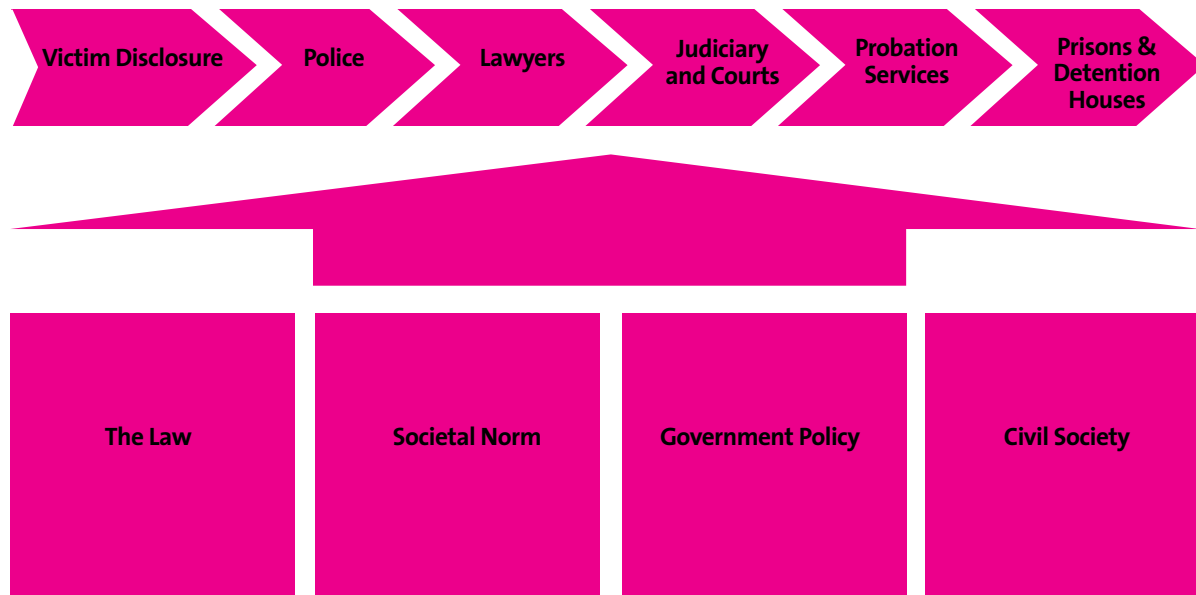 Victim Disclosure
Police
Lawyers
Judiciary
and Courts
Probation
Services
Prisons &
Detention
Houses
The Law
Societal Norm
Government Policy
Civil Society